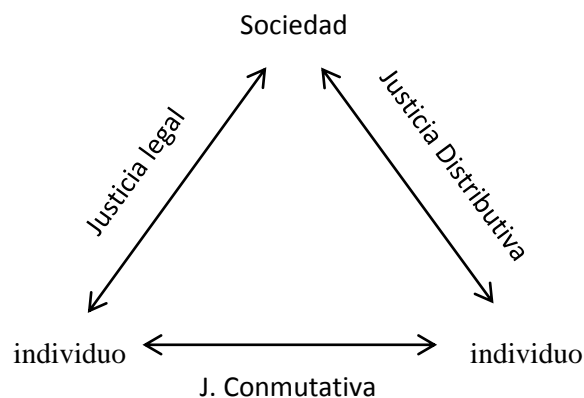 Sociedad
Justicia legal
Justicia Distributiva
individuo
individuo
J. Conmutativa